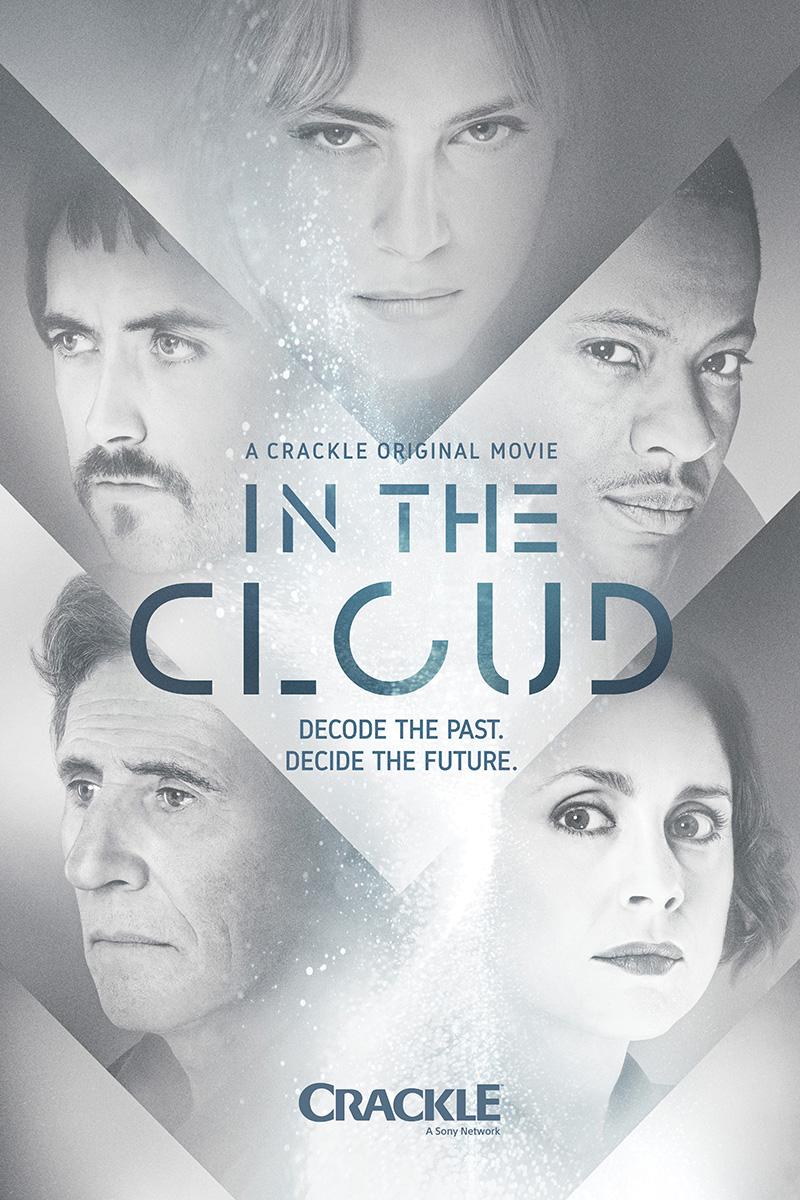 A CRACKLE ORIGINAL MOVIE
IN THE
CLOUD
DECODE THE PAST.
DECIDE THE FUTURE.
CRACKLE
A Sony Network